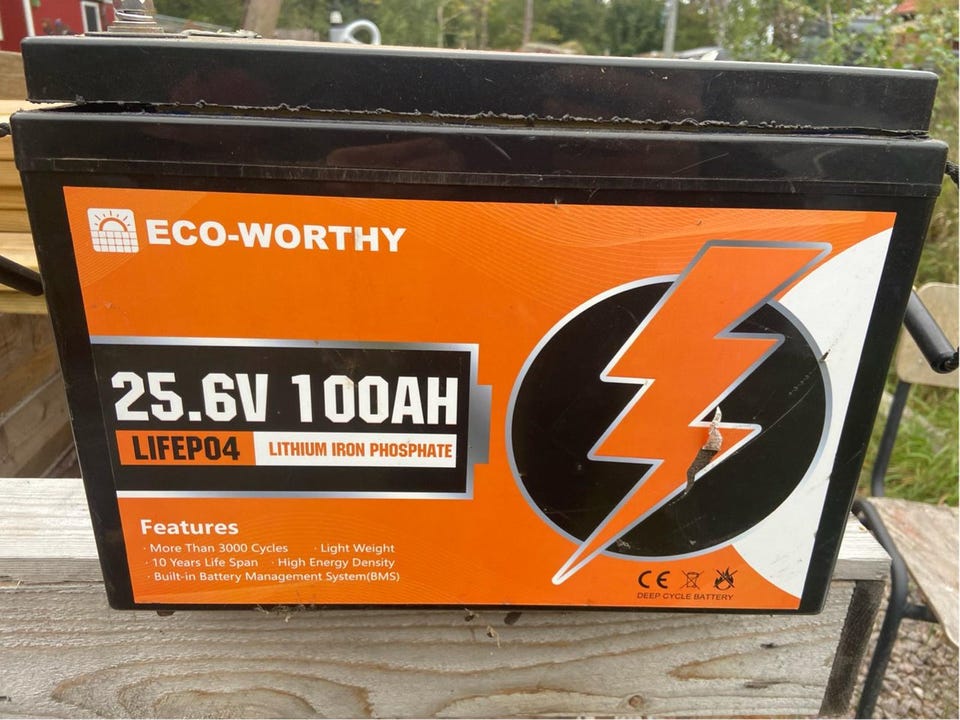 ECO-WORTHY
25.6V 100AH
LIFEPO4 LITHIUM IRON PHOSPHATE
Features
· More Than 3000 Cycles · Light Weight
· 10 Years Life Span · High Energy Density
· Built-in Battery Management System(BMS)
CE
DEEP CYCLE BATTERY